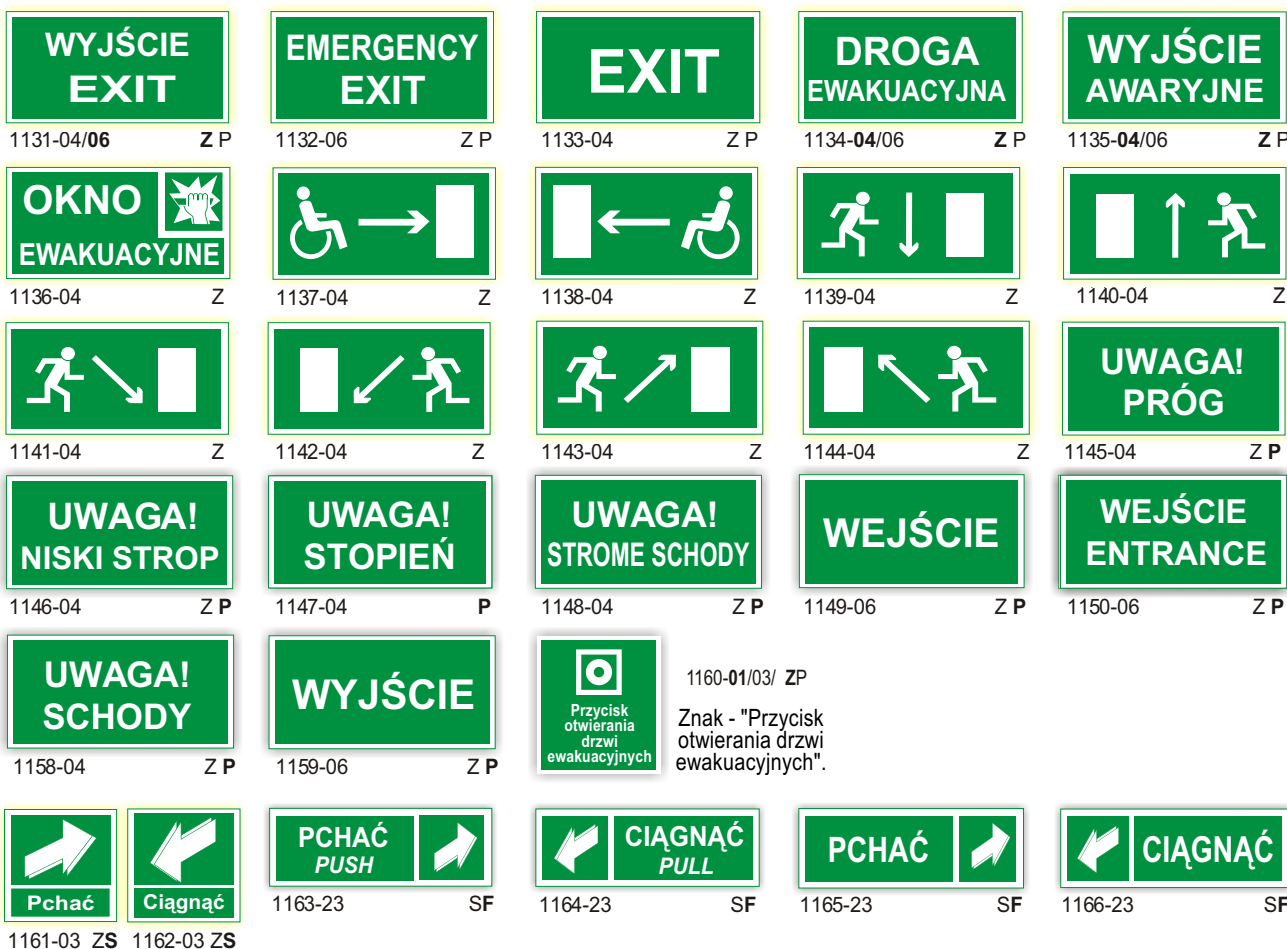 WYJŚCIE
EXIT
1131-04/06 Z P
EMERGENCY
EXIT
1132-06 Z P
EXIT
1133-04 Z P
DROGA
EWAKUACYJNA
1134-04/06 Z P
WYJŚCIE
AWARYJNE
1135-04/06 Z P
OKNO
EWAKUACYJNE
1136-04 Z
1137-04 Z
1138-04 Z
1139-04 Z
1140-04 Z
1141-04 Z
1142-04 Z
1143-04 Z
1144-04 Z
UWAGA!
PRÓG
1145-04 Z P
UWAGA!
NISKI STROP
1146-04 Z P
UWAGA!
STOPIEŃ
1147-04 P
UWAGA!
STROME SCHODY
1148-04 Z P
WEJŚCIE
1149-06 Z P
WEJŚCIE
ENTRANCE
1150-06 Z P
UWAGA!
SCHODY
1158-04 Z P
WYJŚCIE
1159-06 Z P
Przycisk
otwierania
drzwi
ewakuacyjnych
1160-01/03/ ZP
Znak - "Przycisk
otwierania drzwi
ewakuacyjnych".
Pchać
1161-03 ZS
Ciągnąć
1162-03 ZS
PCHAĆ
PUSH
1163-23 SF
CIĄGNĄĆ
PULL
1164-23 SF
PCHAĆ
1165-23 SF
CIĄGNĄĆ
1166-23 SF